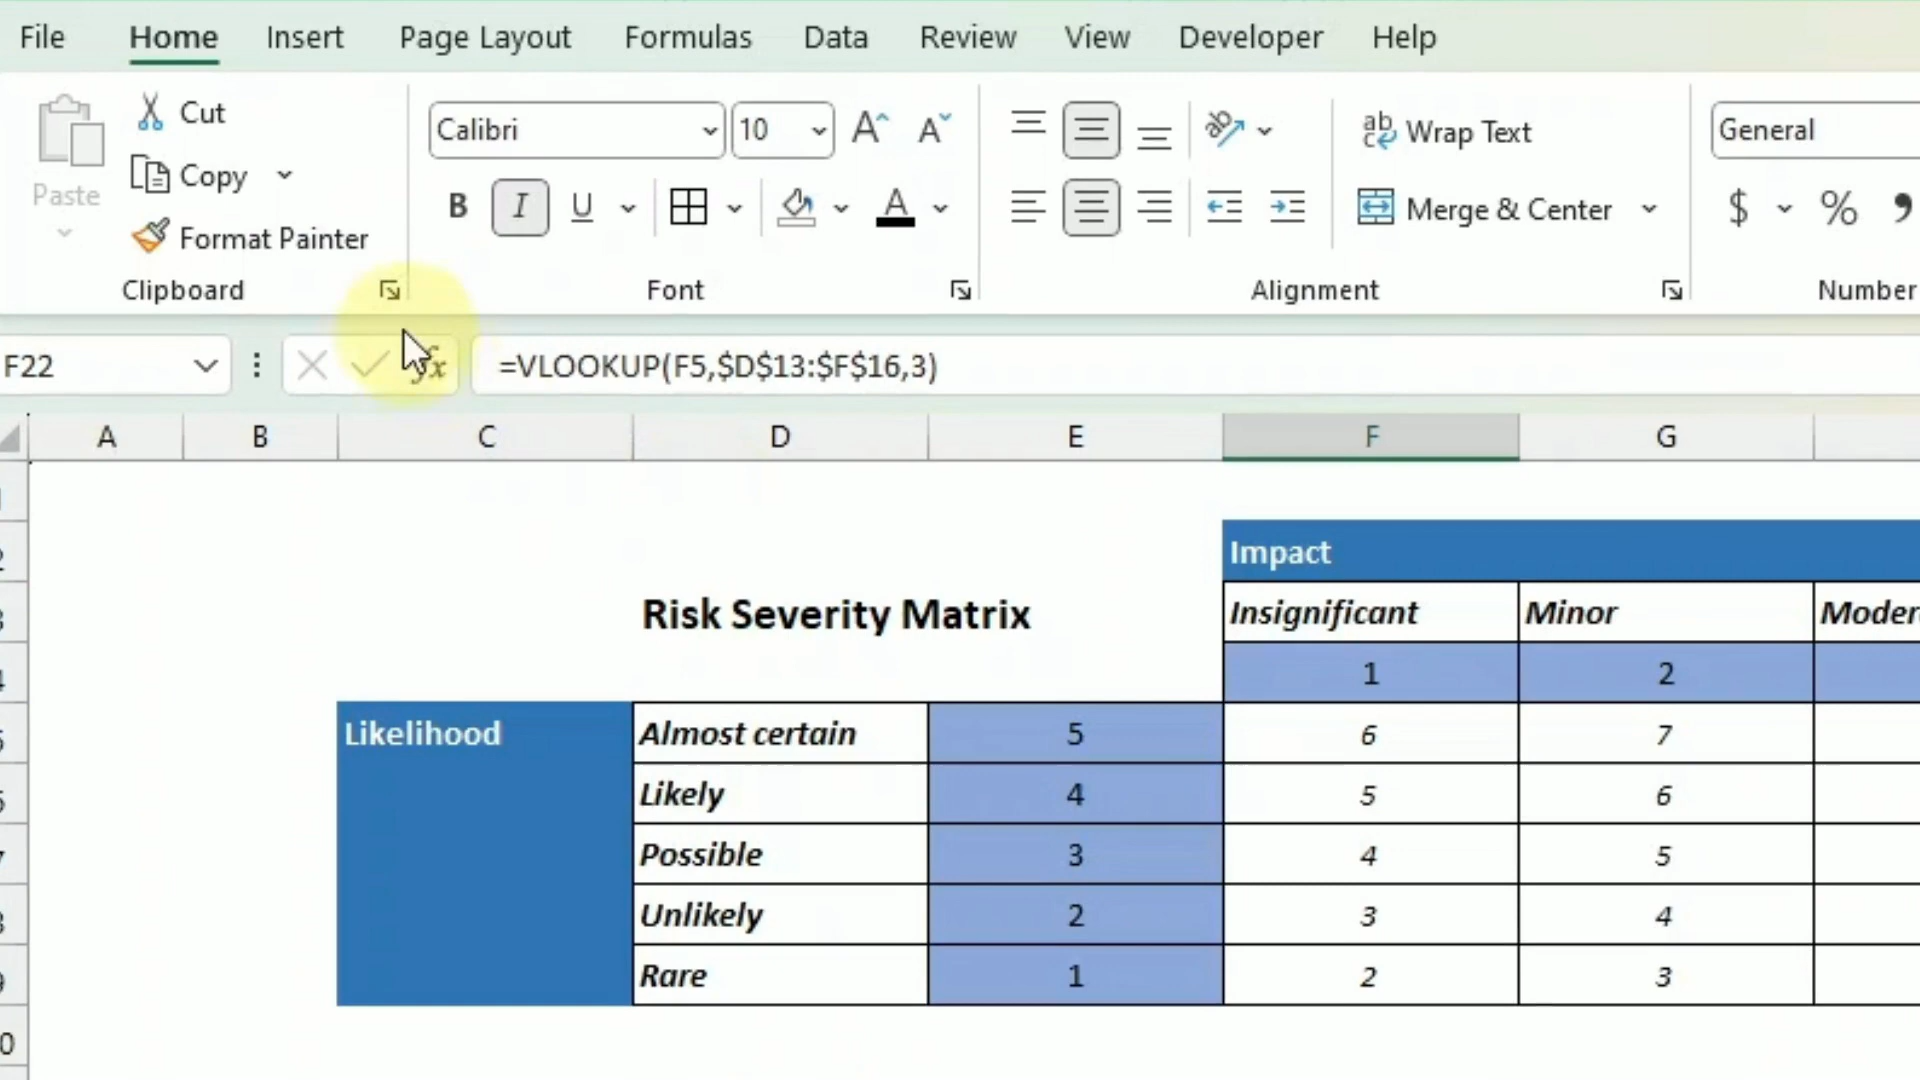 File Home Insert Page Layout Formulas Data Review View Developer Help
Paste
Cut
Copy
Format Painter
Clipboard
Calibri 10 A A
B I U A
Font
ab
c Wrap Text
Merge & Center
Alignment
General
$ % ,
Number
F22 fx =VLOOKUP(F5,$D$13:$F$16,3)
A B C D E F G
Impact
Risk Severity Matrix Insignificant Minor
1 2
Likelihood Almost certain 5 6 7
Likely 4 5 6
Possible 3 4 5
Unlikely 2 3 4
Rare 1 2 3